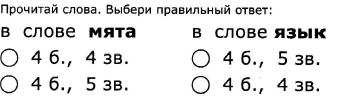 Прочитай слова. Выбери правильный ответ:
в слове мята
4 б., 4 зв.
4 б., 5 зв.
в слове язык
4 б., 5 зв.
4 б., 4 зв.